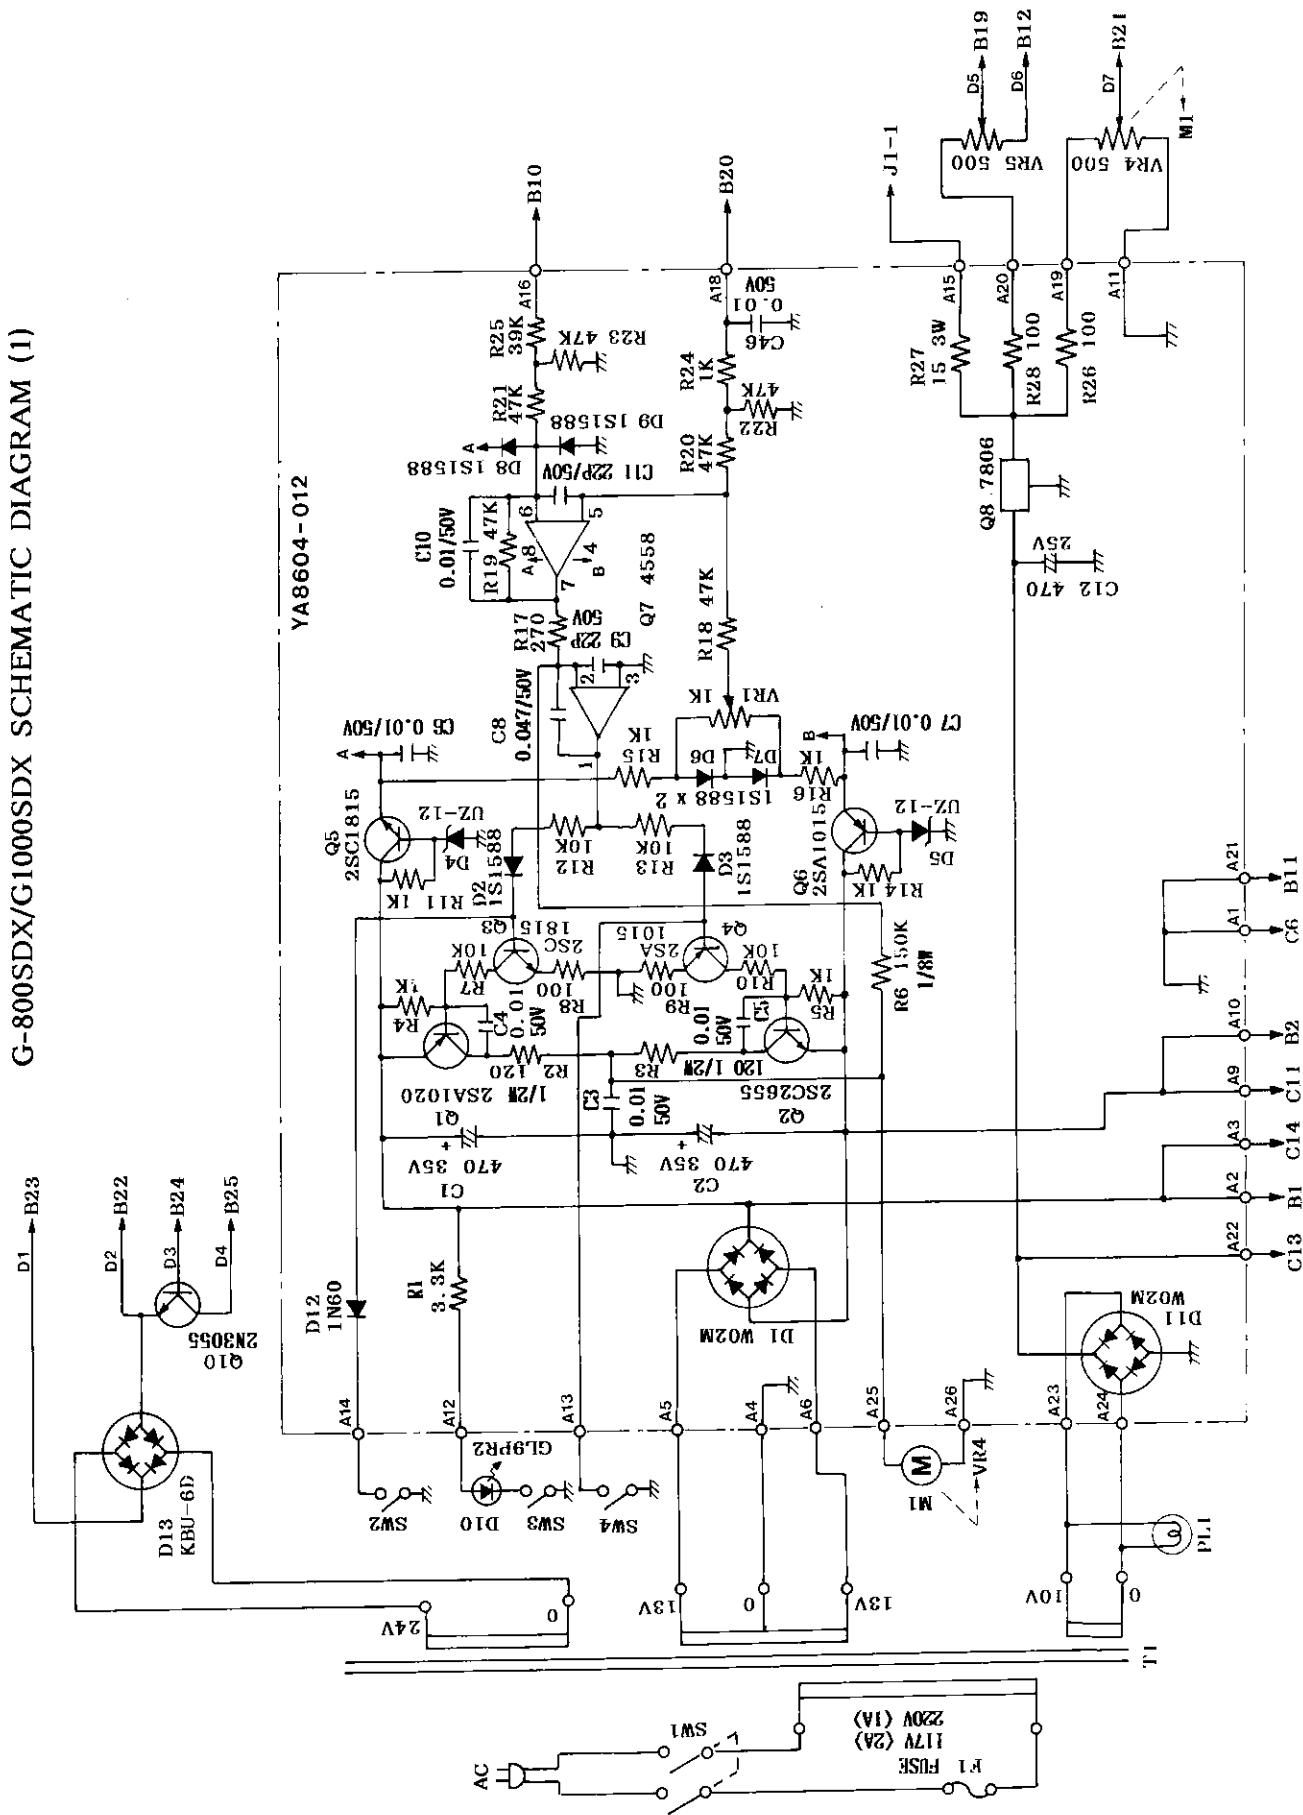 G-800SDX/G1000SDX SCHEMATIC DIAGRAM (1)
YA8604-012
D1
B23
D2
B22
D3
B24
D4
B25
Q10
2N3055
D13
KBU-6D
24V
0
D12
1N60
A14
SW2
R1
3.3K
A12
D10
GL9PR2
SW3
A13
SW4
A5
A4
A6
13V
0
13V
D1 W02M
A25
A26
M1
M
VR4
A23
A24
D11
W02M
10V
0
PL1
T1
AC
SW1
F1 FUSE
117V (2A)
220V (1A)
Q5
2SC1815
A
C6 0.01/50V
UZ-12
D4
R11 1K
D2
1S1588
R4 1K
R7 10K
Q3
2SC
1815
C4
0.01
50V
R8 100
Q1
2SA1020
R2
120
1/2W
C1
470 35V
+
C3
0.01
50V
R3
120 1/2W
C2
470 35V
+
R9 100
2SA
1015
Q4
R10 10K
C5
0.01
50V
R5 1K
Q2
2SC2655
R12 10K
R13 10K
D3
1S1588
Q6
2SA1015
R14 1K
UZ-12
D5
R6 150K
1/8W
R15
1K
D6
D7
1S1588 x 2
VR1
1K
R16
1K
B
C7 0.01/50V
C8
0.047/50V
1
2
3
C9 22P
50V
R17
270
Q7 4558
R18 47K
C10
0.01/50V
R19 47K
A 8
B 4
7
6
5
C11 22P/50V
A
D8 1S1588
D9 1S1588
R21
47K
R23 47K
R25
39K
A16
B10
R20
47K
R22
47K
R24
1K
C46
0.01
50V
A18
B20
Q8 7806
C12 470
25V
R27
15 3W
R28 100
R26 100
A15
A20
A19
A11
J1-1
VR5 500
D5
B19
D6
B12
VR4 500
D7
B21
M1
A22
C13
A2
B1
A3
C14
A9
C11
A10
B2
A1
C6
A21
B11